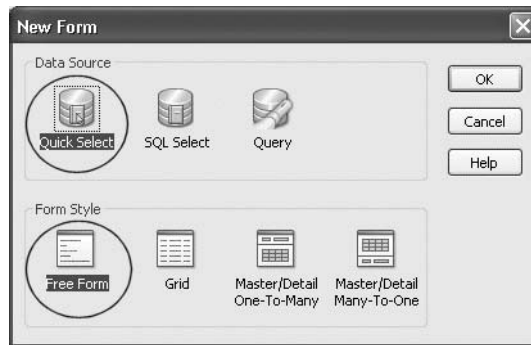 New Form
Data Source
Quick Select
SQL Select
Query
OK
Cancel
Help
Form Style
Free Form
Grid
Master/Detail
One-To-Many
Master/Detail
Many-To-One